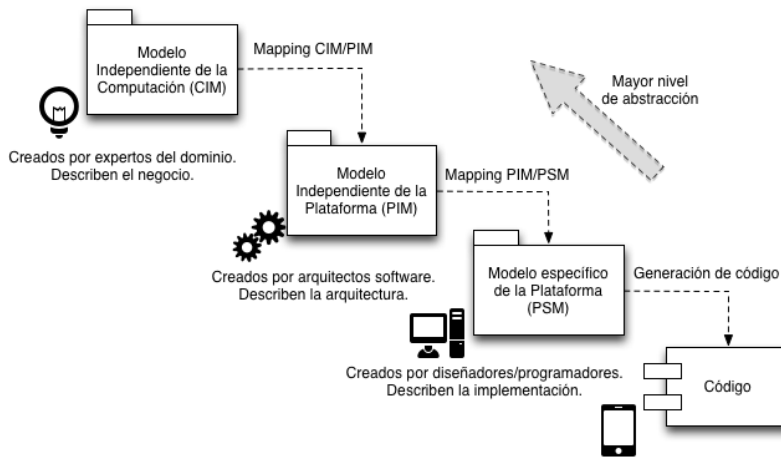 Modelo
Independiente de la
Computación (CIM)
Mapping CIM/PIM
Mayor nivel
de abstracción
Creados por expertos del dominio.
Describen el negocio.
Modelo
Independiente de la
Plataforma (PIM)
Mapping PIM/PSM
Creados por arquitectos software.
Describen la arquitectura.
Modelo específico
de la Plataforma
(PSM)
Generación de código
Creados por diseñadores/programadores.
Describen la implementación.
Código